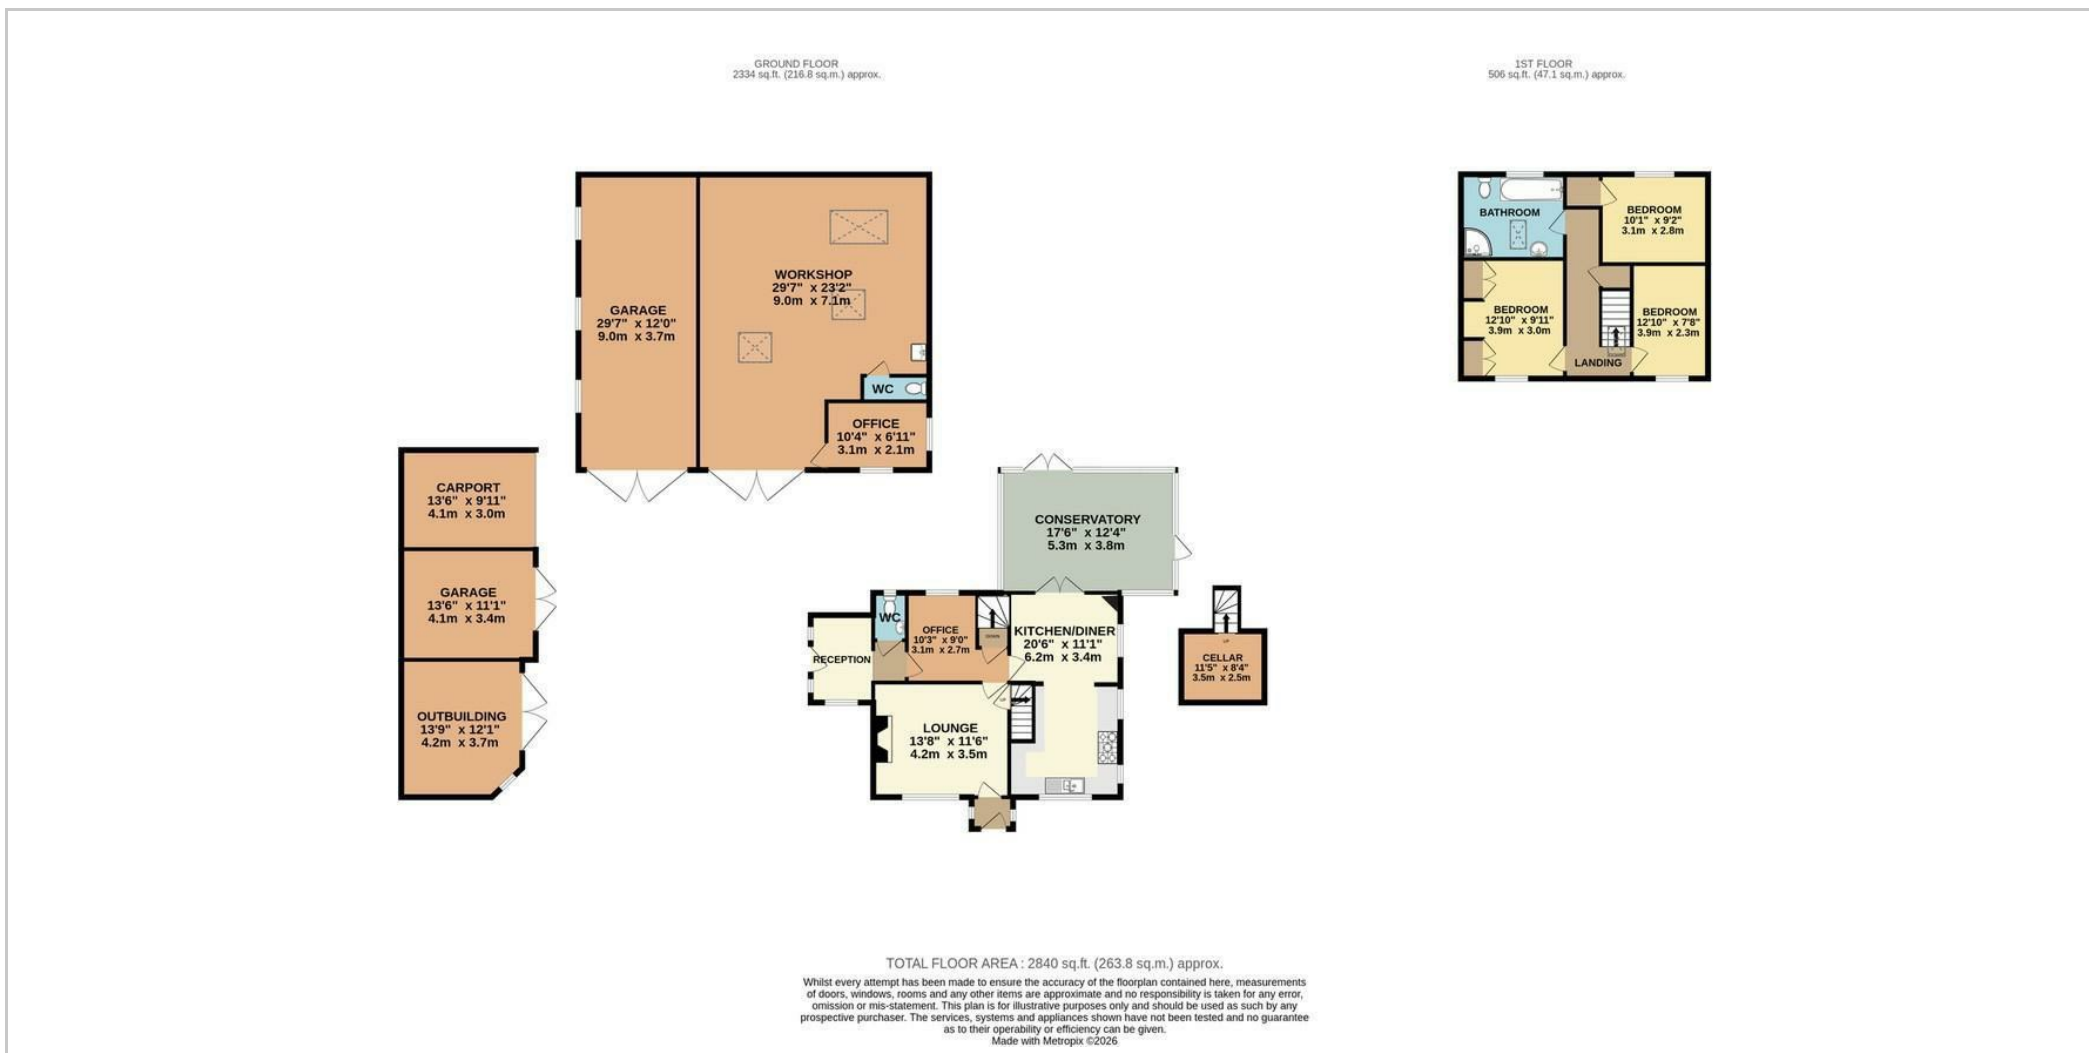 GROUND FLOOR
2334 sq.ft. (216.8 sq.m.) approx.
1ST FLOOR
506 sq.ft. (47.1 sq.m.) approx.
GARAGE
29'7" x 12'0"
9.0m x 3.7m
WORKSHOP
29'7" x 23'2"
9.0m x 7.1m
WC
OFFICE
10'4" x 6'11"
3.1m x 2.1m
BATHROOM
BEDROOM
10'1" x 9'2"
3.1m x 2.8m
BEDROOM
12'10" x 9'11"
3.9m x 3.0m
BEDROOM
12'10" x 7'8"
3.9m x 2.3m
LANDING
CARPORT
13'6" x 9'11"
4.1m x 3.0m
GARAGE
13'6" x 11'1"
4.1m x 3.4m
OUTBUILDING
13'9" x 12'1"
4.2m x 3.7m
CONSERVATORY
17'6" x 12'4"
5.3m x 3.8m
RECEPTION
WC
OFFICE
10'3" x 9'0"
3.1m x 2.7m
DOWN
KITCHEN/DINER
20'6" x 11'1"
6.2m x 3.4m
LOUNGE
13'8" x 11'6"
4.2m x 3.5m
UP
UP
CELLAR
11'5" x 8'4"
3.5m x 2.5m
TOTAL FLOOR AREA : 2840 sq.ft. (263.8 sq.m.) approx.
Whilst every attempt has been made to ensure the accuracy of the floorplan contained here, measurements
of doors, windows, rooms and any other items are approximate and no responsibility is taken for any error,
omission or mis-statement. This plan is for illustrative purposes only and should be used as such by any
prospective purchaser. The services, systems and appliances shown have not been tested and no guarantee
as to their operability or efficiency can be given.
Made with Metropix ©2026